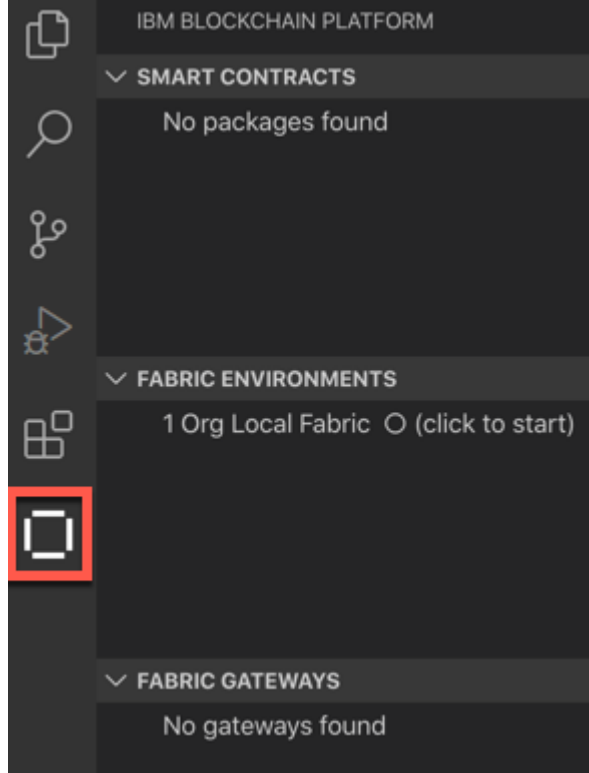 IBM BLOCKCHAIN PLATFORM
SMART CONTRACTS
No packages found
FABRIC ENVIRONMENTS
1 Org Local Fabric ○ (click to start)
FABRIC GATEWAYS
No gateways found